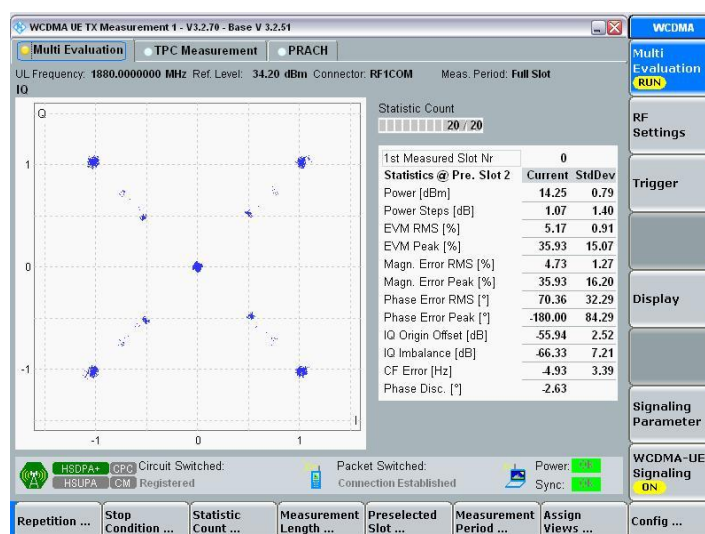 WCDMA UE TX Measurement 1 - V3.2.70 - Base V 3.2.51
WCDMA
Multi Evaluation
TPC Measurement
PRACH
Multi Evaluation
RUN
UL Frequency: 1880.0000000 MHz Ref. Level: 34.20 dBm Connector: RF1COM Meas. Period: Full Slot
IQ
Q
1
0
-1
-1 0 1
I
Statistic Count
20 / 20
1st Measured Slot Nr 0
Statistics @ Pre. Slot 2 Current StdDev
Power [dBm] 14.25 0.79
Power Steps [dB] 1.07 1.40
EVM RMS [%] 5.17 0.91
EVM Peak [%] 35.93 15.07
Magn. Error RMS [%] 4.73 1.27
Magn. Error Peak [%] 35.93 16.20
Phase Error RMS [°] 70.36 32.29
Phase Error Peak [°] -180.00 84.29
IQ Origin Offset [dB] -55.94 2.52
IQ Imbalance [dB] -66.33 7.21
CF Error [Hz] -4.93 3.39
Phase Disc. [°] -2.63
RF Settings
Trigger
Display
Signaling Parameter
WCDMA-UE Signaling
ON
Config ...
HSDPA+ CPC Circuit Switched:
HSUPA CM Registered
Packet Switched:
Connection Established
Power:
Sync:
Repetition ...
Stop Condition ...
Statistic Count ...
Measurement Length ...
Preselected Slot ...
Measurement Period ...
Assign Views ...